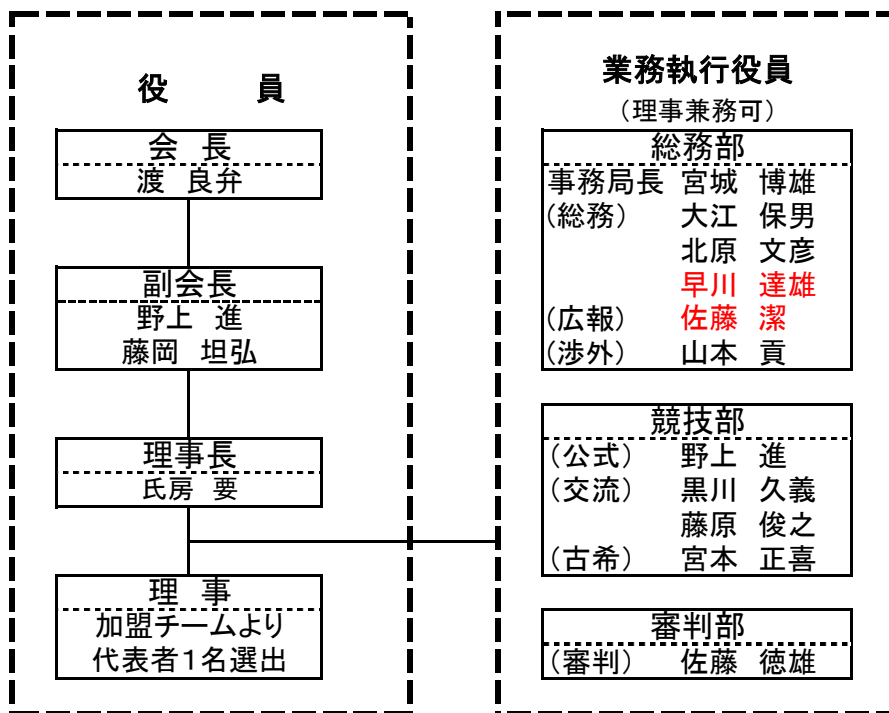 役 員
会 長
渡 良弁
副会長
野上 進
藤岡 坦弘
理事長
氏房 要
理 事
加盟チームより
代表者１名選出
業務執行役員
（理事兼務可）
総務部
事務局長 宮城 博雄
（総務） 大江 保男
北原 文彦
早川 達雄
（広報） 佐藤 潔
（渉外） 山本 貢
競技部
（公式） 野上 進
（交流） 黒川 久義
藤原 俊之
（古希） 宮本 正喜
審判部
（審判） 佐藤 徳雄